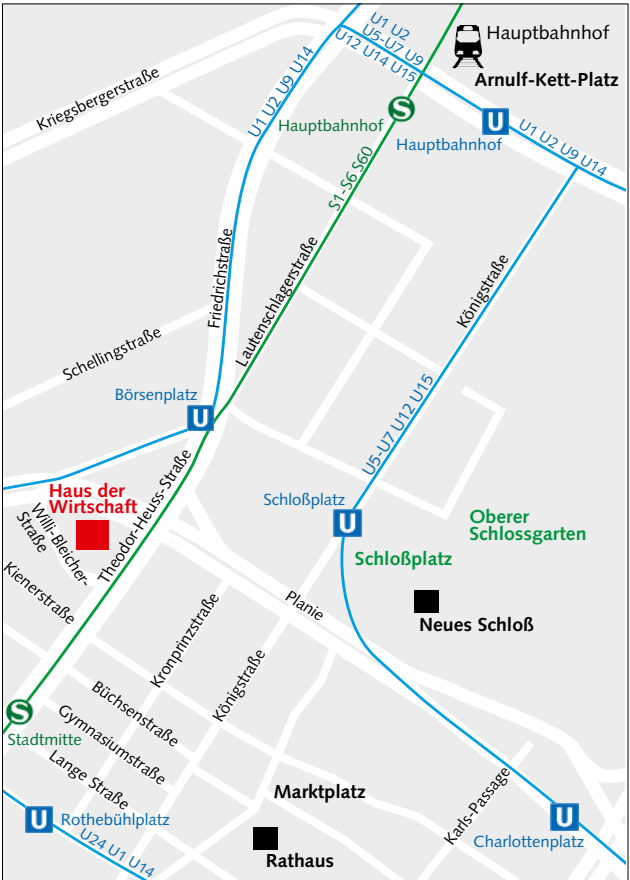 U1 U2
U5-U7 U9
U12 U14 U15
Hauptbahnhof
Arnulf-Kett-Platz
Kriegsbergerstraße
U1 U2 U9 U14
S
Hauptbahnhof
U
Hauptbahnhof
U1 U2 U9 U14
S1-S6 S60
Friedrichstraße
Lautenschlagerstraße
Königstraße
Schellingstraße
Börsenplatz
U
U5-U7 U12 U15
Haus der
Wirtschaft
Willi-Bleicher-
Straße
Theodor-Heuss-Straße
Schloßplatz
U
Oberer
Schlossgarten
Schloßplatz
Kienerstraße
Planie
Neues Schloß
Kronprinzstraße
Königstraße
Büchsenstraße
S
Stadtmitte
Gymnasiumstraße
Lange Straße
Marktplatz
Karls-Passage
U
Rothebühlplatz
U24 U1 U14
Rathaus
U
Charlottenplatz